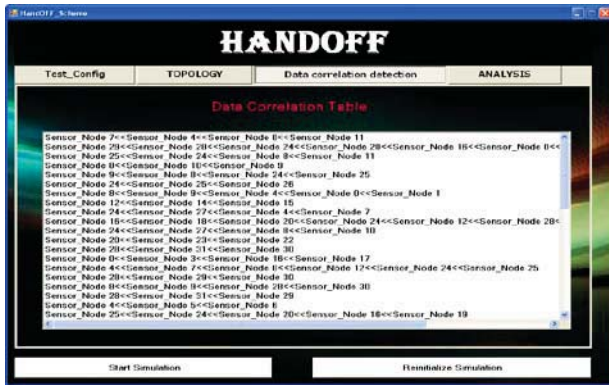 HandOff_Scheme
HANDOFF
Test_Config TOPOLOGY Data correlation detection ANALYSIS
Data Correlation Table
Sensor_Node 7<<Sensor_Node 4<<Sensor_Node 8<<Sensor_Node 11
Sensor_Node 29<<Sensor_Node 28<<Sensor_Node 24<<Sensor_Node 20<<Sensor_Node 16<<Sensor_Node 0<<
Sensor_Node 25<<Sensor_Node 24<<Sensor_Node 8<<Sensor_Node 11
Sensor_Node 8<<Sensor_Node 10<<Sensor_Node 9
Sensor_Node 9<<Sensor_Node 8<<Sensor_Node 24<<Sensor_Node 25
Sensor_Node 24<<Sensor_Node 25<<Sensor_Node 26
Sensor_Node 8<<Sensor_Node 9<<Sensor_Node 4<<Sensor_Node 0<<Sensor_Node 1
Sensor_Node 12<<Sensor_Node 14<<Sensor_Node 15
Sensor_Node 24<<Sensor_Node 27<<Sensor_Node 4<<Sensor_Node 7
Sensor_Node 16<<Sensor_Node 18<<Sensor_Node 20<<Sensor_Node 24<<Sensor_Node 12<<Sensor_Node 28<
Sensor_Node 24<<Sensor_Node 27<<Sensor_Node 8<<Sensor_Node 10
Sensor_Node 20<<Sensor_Node 23<<Sensor_Node 22
Sensor_Node 28<<Sensor_Node 31<<Sensor_Node 30
Sensor_Node 0<<Sensor_Node 3<<Sensor_Node 16<<Sensor_Node 17
Sensor_Node 4<<Sensor_Node 7<<Sensor_Node 8<<Sensor_Node 12<<Sensor_Node 24<<Sensor_Node 25
Sensor_Node 28<<Sensor_Node 29<<Sensor_Node 30
Sensor_Node 8<<Sensor_Node 9<<Sensor_Node 28<<Sensor_Node 30
Sensor_Node 28<<Sensor_Node 31<<Sensor_Node 29
Sensor_Node 4<<Sensor_Node 5<<Sensor_Node 6
Sensor_Node 25<<Sensor_Node 24<<Sensor_Node 20<<Sensor_Node 16<<Sensor_Node 19
Start Simulation Reinitialize Simulation